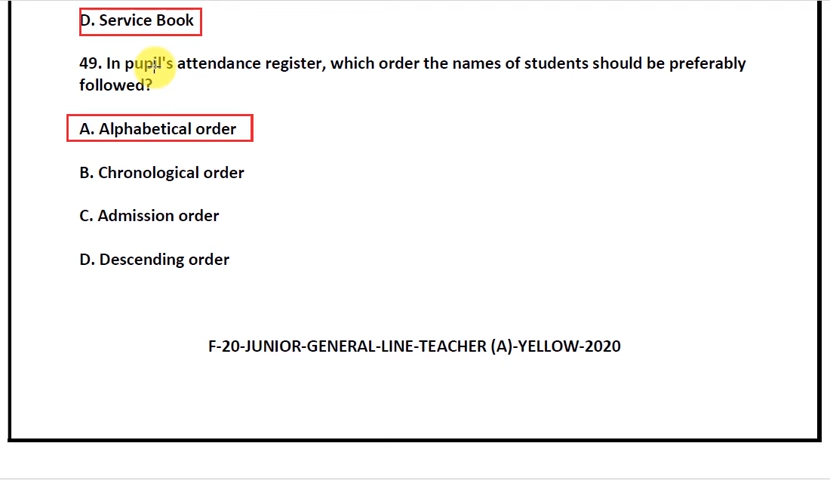 D. Service Book
49. In pupil's attendance register, which order the names of students should be preferably
followed?
A. Alphabetical order
B. Chronological order
C. Admission order
D. Descending order
F-20-JUNIOR-GENERAL-LINE-TEACHER (A)-YELLOW-2020